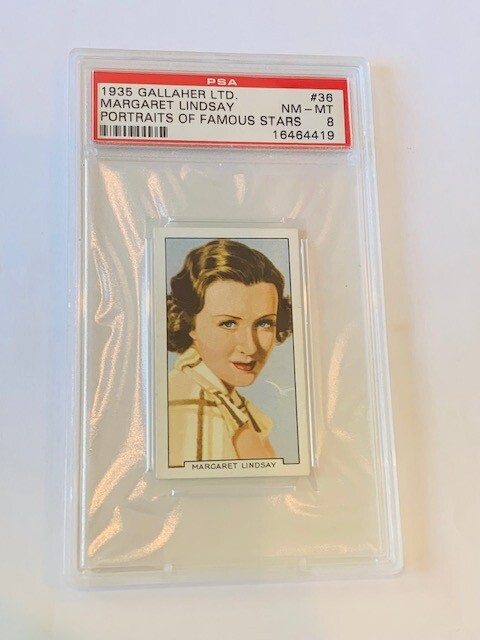 PSA
1935 GALLAHER LTD. #36
MARGARET LINDSAY NM - MT
PORTRAITS OF FAMOUS STARS 8
16464419
MARGARET LINDSAY